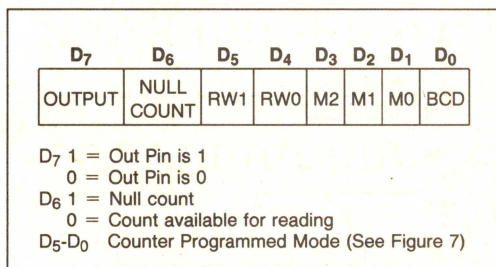 D7 D6 D5 D4 D3 D2 D1 D0
OUTPUT NULL COUNT RW1 RW0 M2 M1 M0 BCD
D7 1 = Out Pin is 1
0 = Out Pin is 0
D6 1 = Null count
0 = Count available for reading
D5-D0 Counter Programmed Mode (See Figure 7)